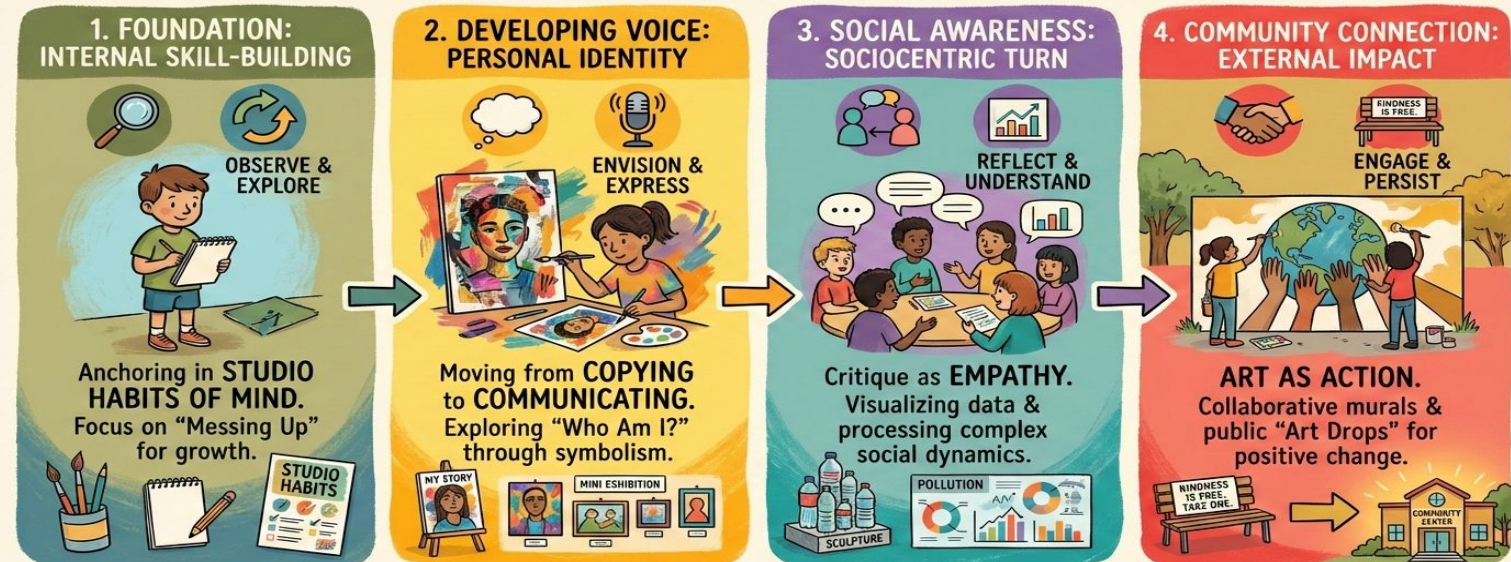 1. FOUNDATION:
INTERNAL SKILL-BUILDING
OBSERVE &
EXPLORE
Anchoring in STUDIO
HABITS OF MIND.
Focus on “Messing Up”
for growth.
STUDIO
HABITS
2. DEVELOPING VOICE:
PERSONAL IDENTITY
ENVISION &
EXPRESS
Moving from COPYING
to COMMUNICATING.
Exploring “Who Am I?”
through symbolism.
MY STORY
MINI ESHIBITION
3. SOCIAL AWARENESS:
SOCIOCENTRIC TURN
REFLECT &
UNDERSTAND
Critique as EMPATHY.
Visualizing data &
processing complex
social dynamics.
SCULPTURE
POLLUTION
4. COMMUNITY CONNECTION:
EXTERNAL IMPACT
KINDNESS
IS FREE.
ENGAGE &
PERSIST
ART AS ACTION.
Collaborative murals &
public “Art Drops” for
positive change.
NINDNESS
IS FREE.
TAKE ONE.
COMMUNITY
CENTER